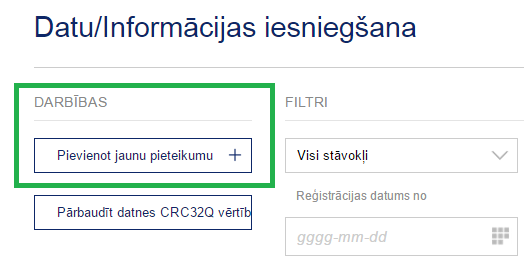 Datu/Informācijas iesniegšana
DARBĪBAS
Pievienot jaunu pieteikumu +
Pārbaudīt datnes CRC32Q vērtīb
FILTRI
Visi stāvokļi
Reģistrācijas datums no
gggg-mm-dd